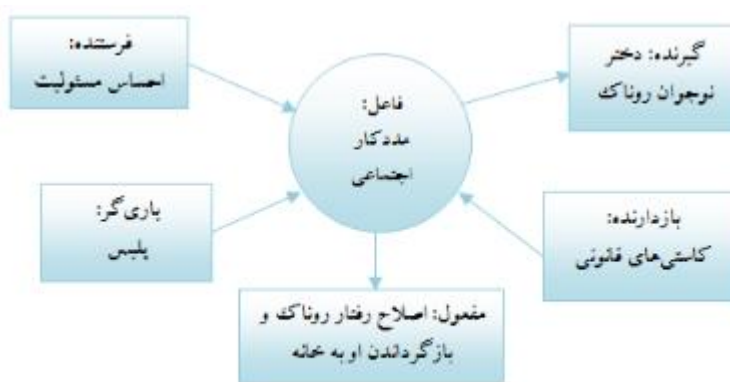 فرستنده:
احساس مسئولیت
گیرنده: دختر
نوجوان روناک
فاعل:
مددکار
اجتماعی
یاری‌گر:
پلیس
بازدارنده:
کاستی‌های قانونی
مفعول: اصلاح رفتار روناک و
بازگرداندن او به خانه